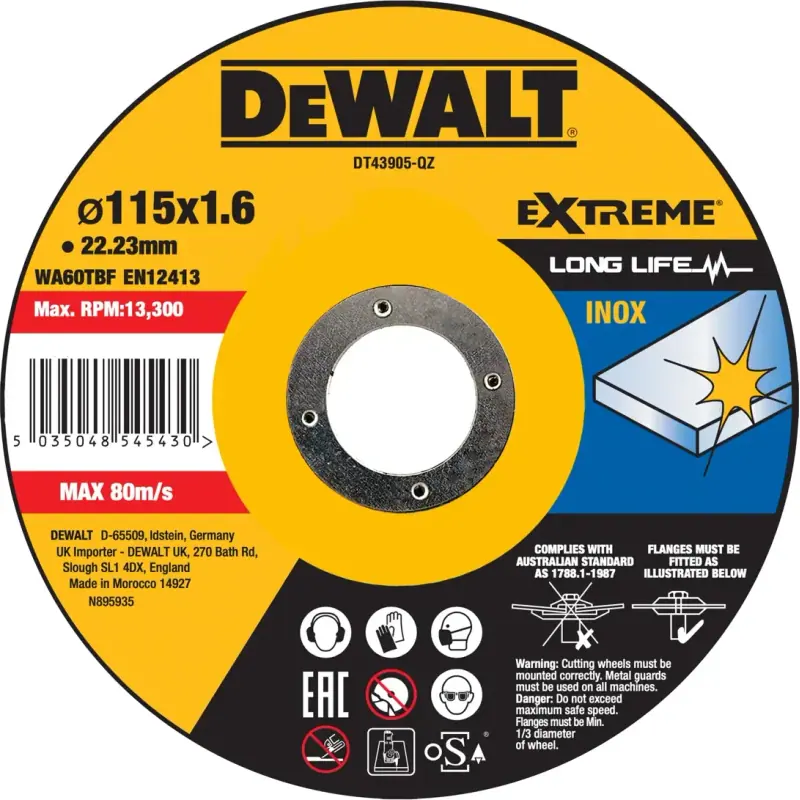 DEWALT®
DT43905-QZ
ø115x1.6
• 22.23mm
WA60TBF EN12413
Max. RPM:13,300
5 035048 545430 >
MAX 80m/s
DEWALT D-65509, Idstein, Germany
UK Importer - DEWALT UK, 270 Bath Rd,
Slough SL1 4DX, England
Made in Morocco 14927
N895935
EXTREME®
LONG LIFE
INOX
COMPLIES WITH
AUSTRALIAN STANDARD
AS 1788.1-1987
FLANGES MUST BE
FITTED AS
ILLUSTRATED BELOW
Warning: Cutting wheels must be
mounted correctly. Metal guards
must be used on all machines.
Danger: Do not exceed
maximum safe speed.
Flanges must be Min.
1/3 diameter
of wheel.
EAC
oSA®